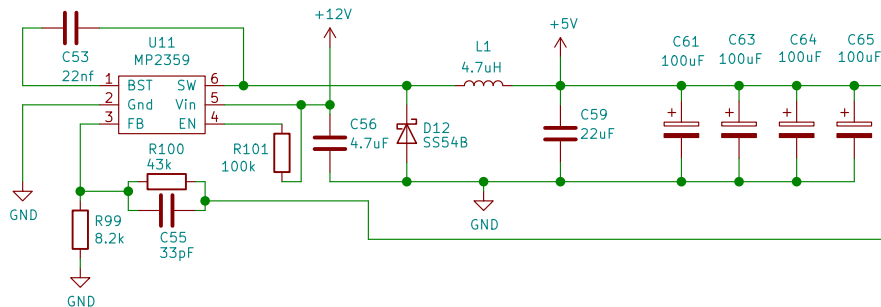 +12V
+5V
C53
22nf
U11
MP2359
L1
4.7uH
C61
100uF
C63
100uF
C64
100uF
C65
100uF
1 BST SW 6
2 Gnd Vin 5
3 FB EN 4
C56
4.7uF
D12
SS54B
C59
22uF
+
+
+
+
R100
43k
R101
100k
GND
R99
8.2k
C55
33pF
GND
GND